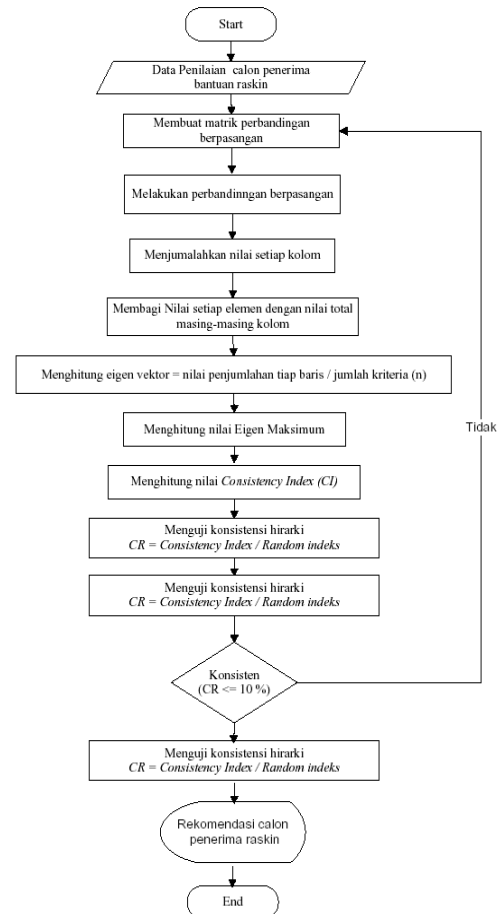 Start
Data Penilaian calon penerima
bantuan raskin
Membuat matrik perbandingan
berpasangan
Melakukan perbandinngan berpasangan
Menjumalahkan nilai setiap kolom
Membagi Nilai setiap elemen dengan nilai total
masing-masing kolom
Menghitung eigen vektor = nilai penjumlahan tiap baris / jumlah kriteria (n)
Menghitung nilai Eigen Maksimum
Menghitung nilai Consistency Index (CI)
Menguji konsistensi hirarki
CR = Consistency Index / Random indeks
Menguji konsistensi hirarki
CR = Consistency Index / Random indeks
Konsisten
(CR <= 10 %)
Tidak
Menguji konsistensi hirarki
CR = Consistency Index / Random indeks
Rekomendasi calon
penerima raskin
End